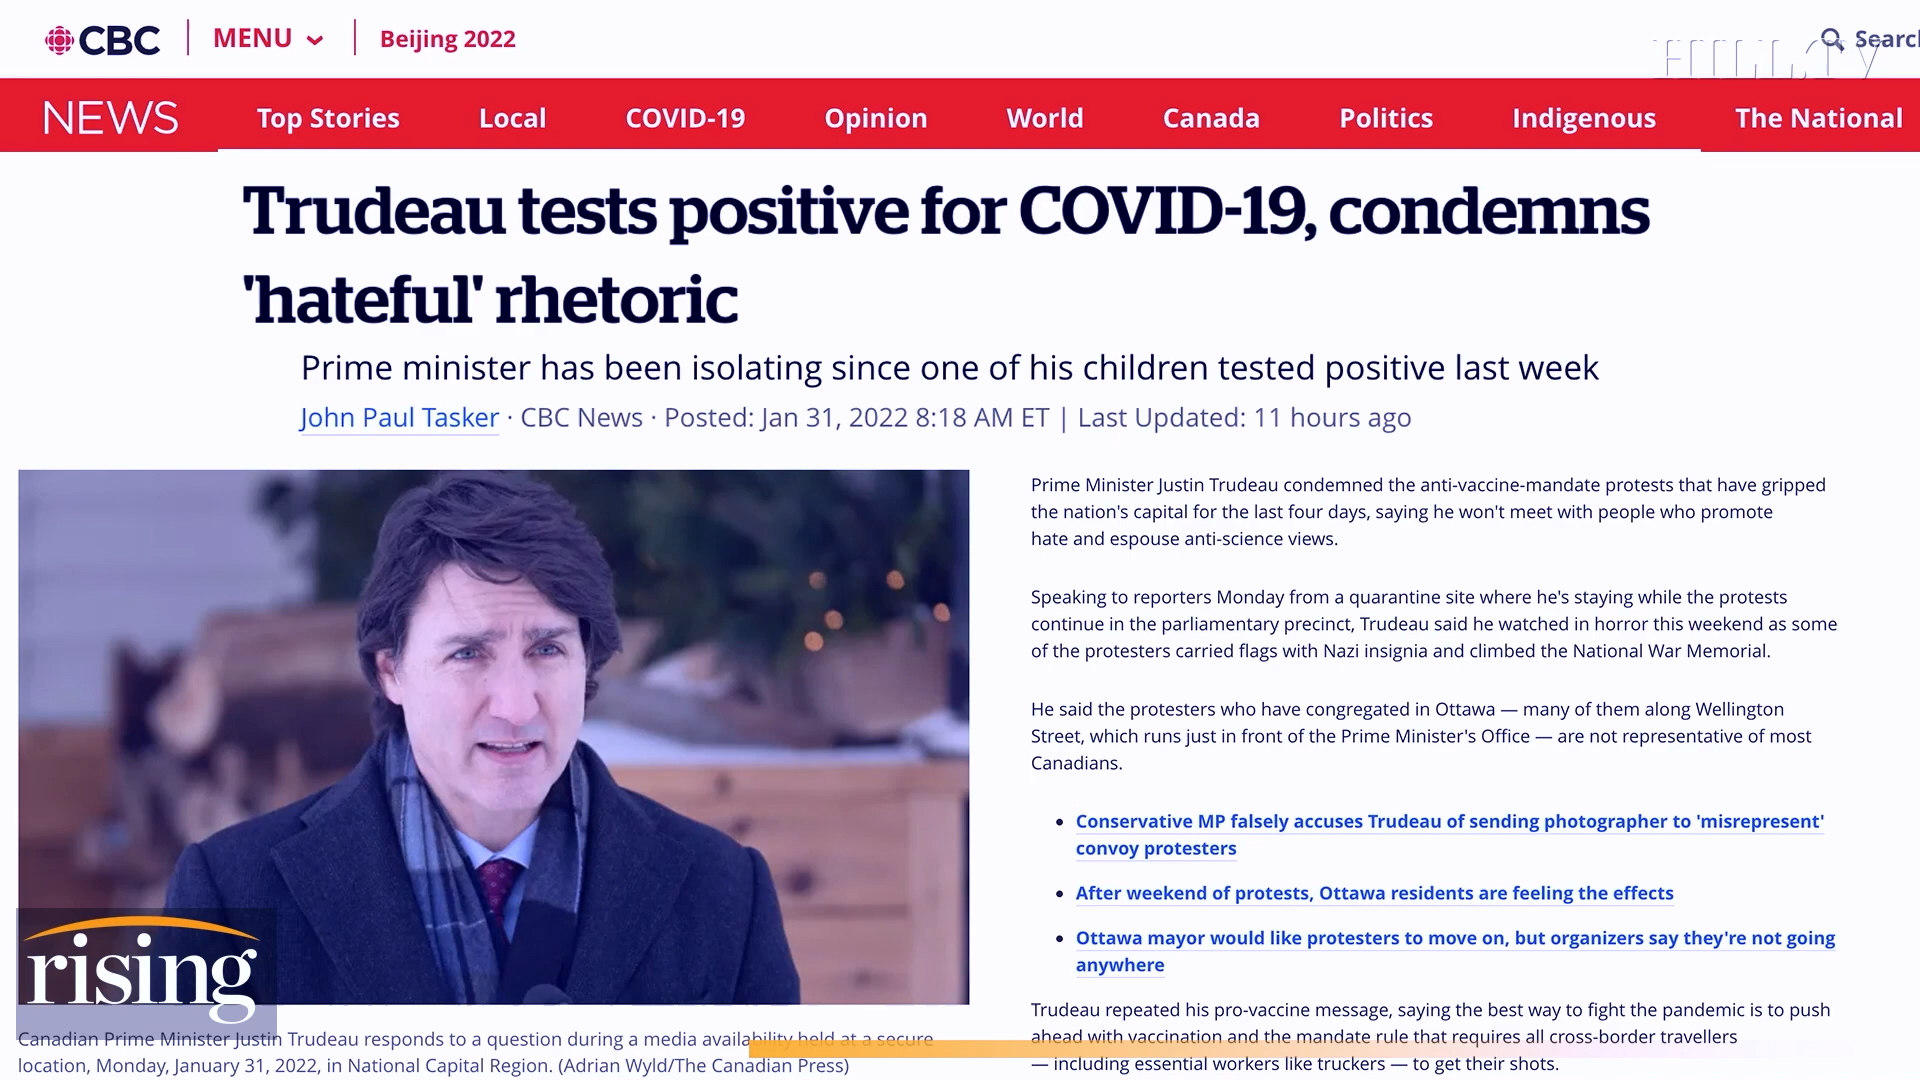 CBC MENU Beijing 2022 Search
HILL.TV
NEWS Top Stories Local COVID-19 Opinion World Canada Politics Indigenous The National
Trudeau tests positive for COVID-19, condemns
'hateful' rhetoric
Prime minister has been isolating since one of his children tested positive last week
John Paul Tasker · CBC News · Posted: Jan 31, 2022 8:18 AM ET | Last Updated: 11 hours ago
Prime Minister Justin Trudeau condemned the anti-vaccine-mandate protests that have gripped
the nation's capital for the last four days, saying he won't meet with people who promote
hate and espouse anti-science views.
Speaking to reporters Monday from a quarantine site where he's staying while the protests
continue in the parliamentary precinct, Trudeau said he watched in horror this weekend as some
of the protesters carried flags with Nazi insignia and climbed the National War Memorial.
He said the protesters who have congregated in Ottawa — many of them along Wellington
Street, which runs just in front of the Prime Minister's Office — are not representative of most
Canadians.
• Conservative MP falsely accuses Trudeau of sending photographer to 'misrepresent'
convoy protesters
• After weekend of protests, Ottawa residents are feeling the effects
• Ottawa mayor would like protesters to move on, but organizers say they're not going
anywhere
Trudeau repeated his pro-vaccine message, saying the best way to fight the pandemic is to push
ahead with vaccination and the mandate rule that requires all cross-border travellers
— including essential workers like truckers — to get their shots.
rising
Canadian Prime Minister Justin Trudeau responds to a question during a media availability held at a secure
location, Monday, January 31, 2022, in National Capital Region. (Adrian Wyld/The Canadian Press)